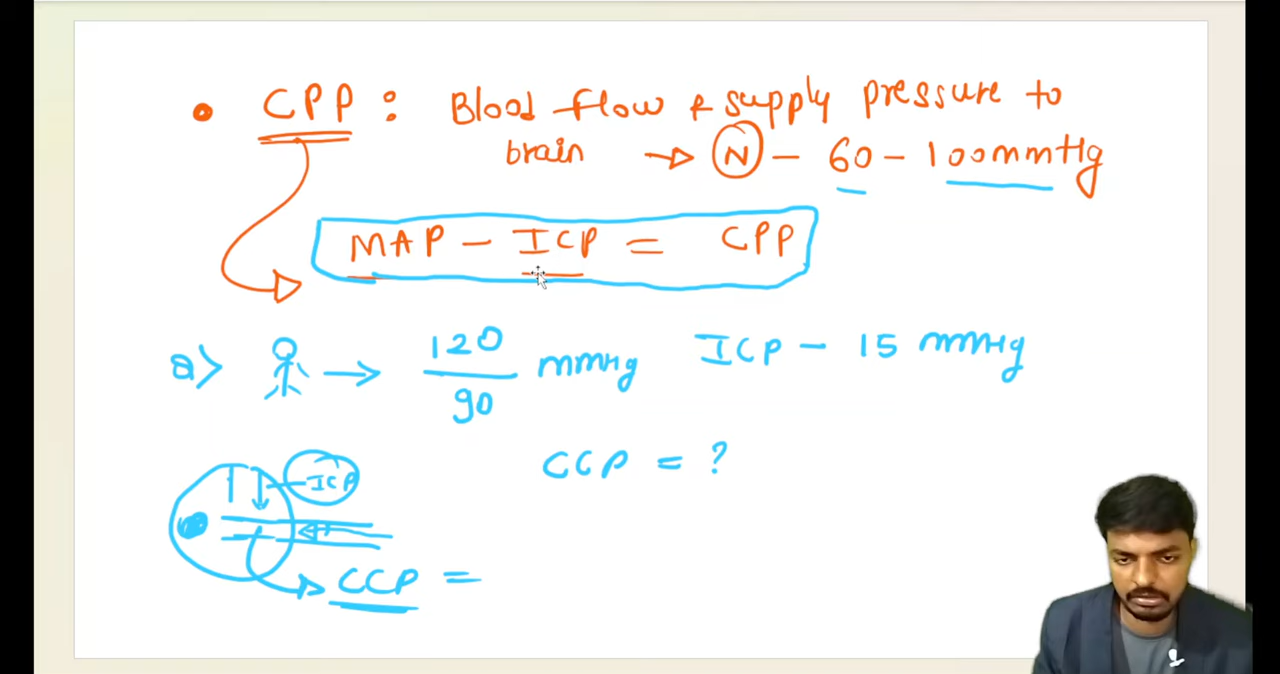 • CPP : Blood flow & supply pressure to
brain → N - 60 - 100mmHg
MAP - ICP = CPP
a> → 120/90 mmHg ICP - 15 mmHg
CCP = ?
ICP
CCP =